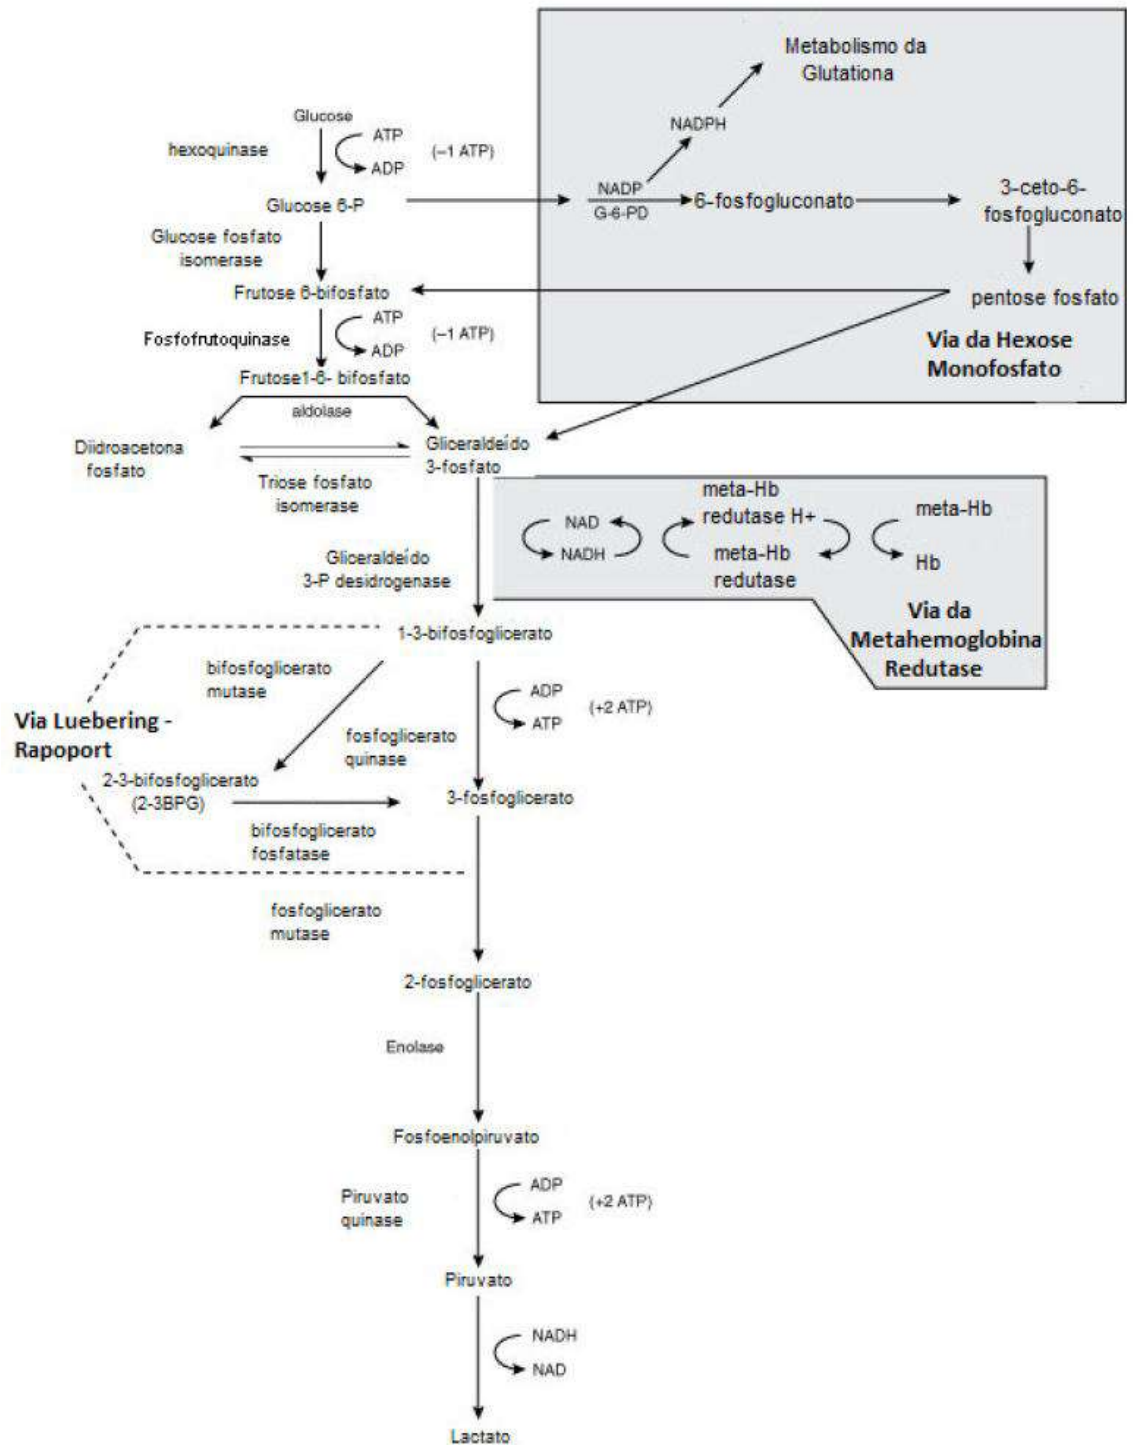 Metabolismo da
Glutationa
NADPH
Glucose
hexoquinase
ATP
ADP
(–1 ATP)
Glucose 6-P
NADP
G-6-PD
6-fosfogluconato
3-ceto-6-
fosfogluconato
Glucose fosfato
isomerase
Frutose 6-bifosfato
pentose fosfato
Fosfofrutoquinase
ATP
ADP
(–1 ATP)
Via da Hexose
Monofosfato
Frutose1-6- bifosfato
aldolase
Diidroacetona
fosfato
Gliceraldeído
3-fosfato
Triose fosfato
isomerase
NAD
NADH
meta-Hb
redutase H+
meta-Hb
redutase
meta-Hb
Hb
Gliceraldeído
3-P desidrogenase
Via da
Metahemoglobina
Redutase
1-3-bifosfoglicerato
bifosfoglicerato
mutase
ADP
ATP
(+2 ATP)
Via Luebering -
Rapoport
fosfoglicerato
quinase
2-3-bifosfoglicerato
(2-3BPG)
3-fosfoglicerato
bifosfoglicerato
fosfatase
fosfoglicerato
mutase
2-fosfoglicerato
Enolase
Fosfoenolpiruvato
Piruvato
quinase
ADP
ATP
(+2 ATP)
Piruvato
NADH
NAD
Lactato